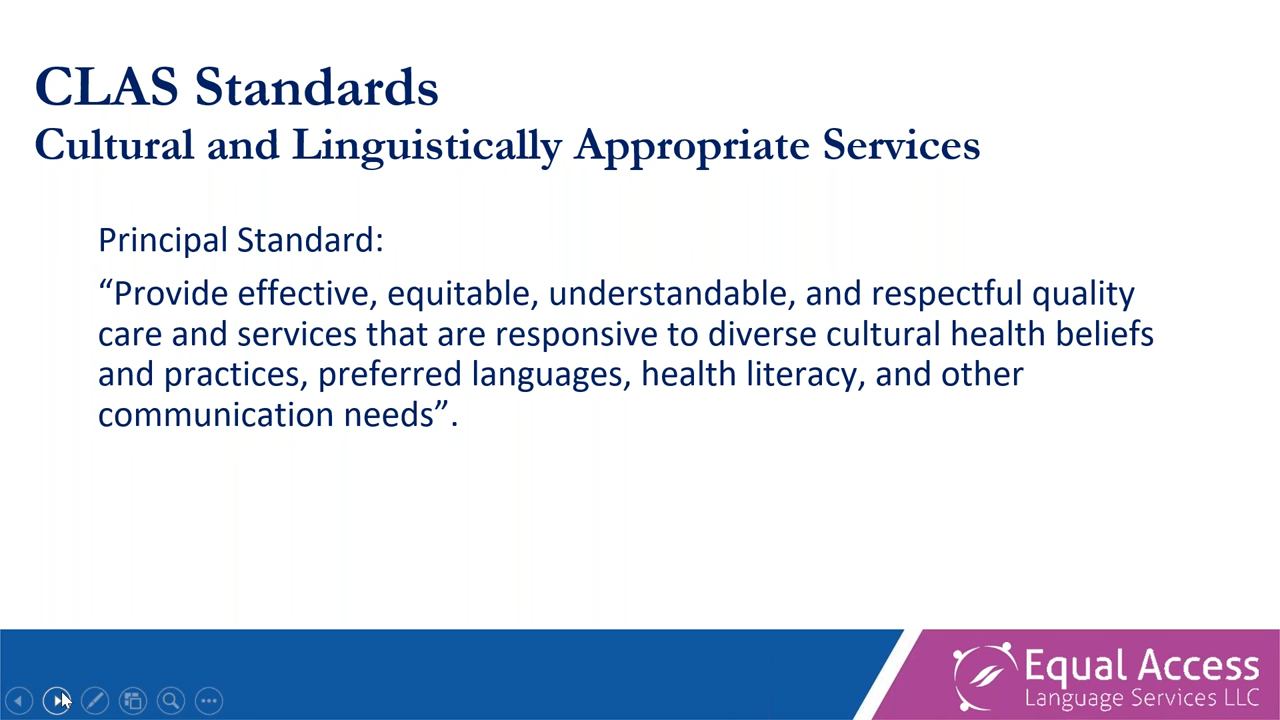 CLAS Standards
Cultural and Linguistically Appropriate Services
Principal Standard:
“Provide effective, equitable, understandable, and respectful quality
care and services that are responsive to diverse cultural health beliefs
and practices, preferred languages, health literacy, and other
communication needs”.
Equal Access
Language Services LLC